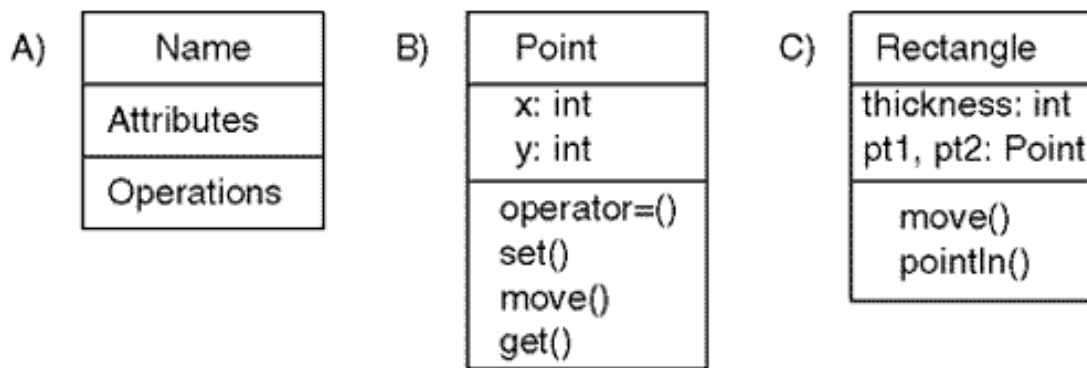 A)
Name
Attributes
Operations
B)
Point
x: int
y: int
operator=()
set()
move()
get()
C)
Rectangle
thickness: int
pt1, pt2: Point
move()
pointIn()